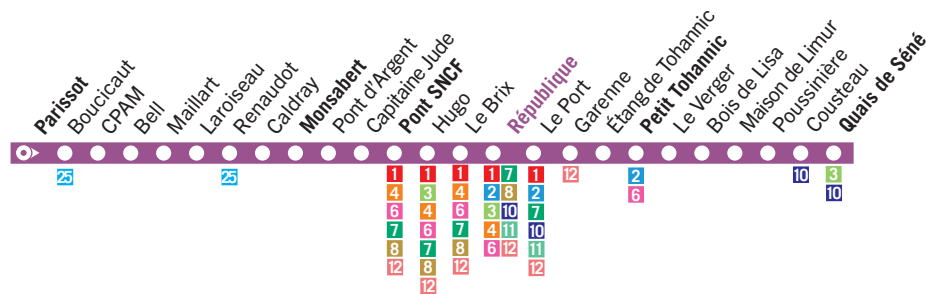 Parissot
Boucicaut
CPAM
Bell
Maillart
Laroiseau
Renaudot
Caldray
Monsabert
Pont d'Argent
Capitaine Jude
Pont SNCF
Hugo
Le Brix
République
Le Port
Garenne
Étang de Tohannic
Petit Tohannic
Le Verger
Bois de Lisa
Maison de Limur
Poussinière
Cousteau
Quais de Séné
25
25
1
4
6
7
8
12
1
3
4
6
7
8
12
1
4
6
7
8
12
1 7
2 8
3 10
4 11
6 12
1
2
7
10
11
12
12
2
6
10
3
10